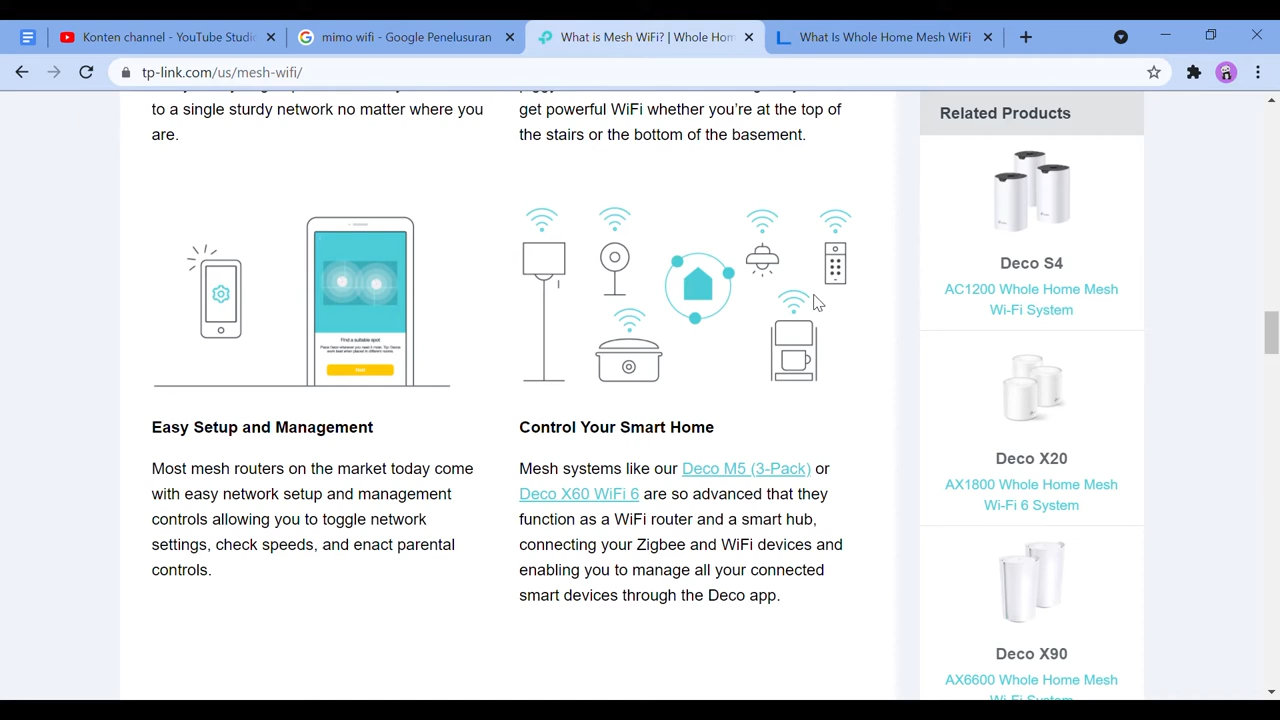 Konten channel - YouTube Studi
mimo wifi - Google Penelusuran
What is Mesh WiFi? | Whole Hom
What Is Whole Home Mesh WiFi
tp-link.com/us/mesh-wifi/
to a single sturdy network no matter where you
are.
get powerful WiFi whether you’re at the top of
the stairs or the bottom of the basement.
Find a suitable spot
Easy Setup and Management
Most mesh routers on the market today come
with easy network setup and management
controls allowing you to toggle network
settings, check speeds, and enact parental
controls.
Control Your Smart Home
Mesh systems like our Deco M5 (3-Pack) or
Deco X60 WiFi 6 are so advanced that they
function as a WiFi router and a smart hub,
connecting your Zigbee and WiFi devices and
enabling you to manage all your connected
smart devices through the Deco app.
Related Products
Deco S4
AC1200 Whole Home Mesh
Wi-Fi System
Deco X20
AX1800 Whole Home Mesh
Wi-Fi 6 System
Deco X90
AX6600 Whole Home Mesh
Wi-Fi System